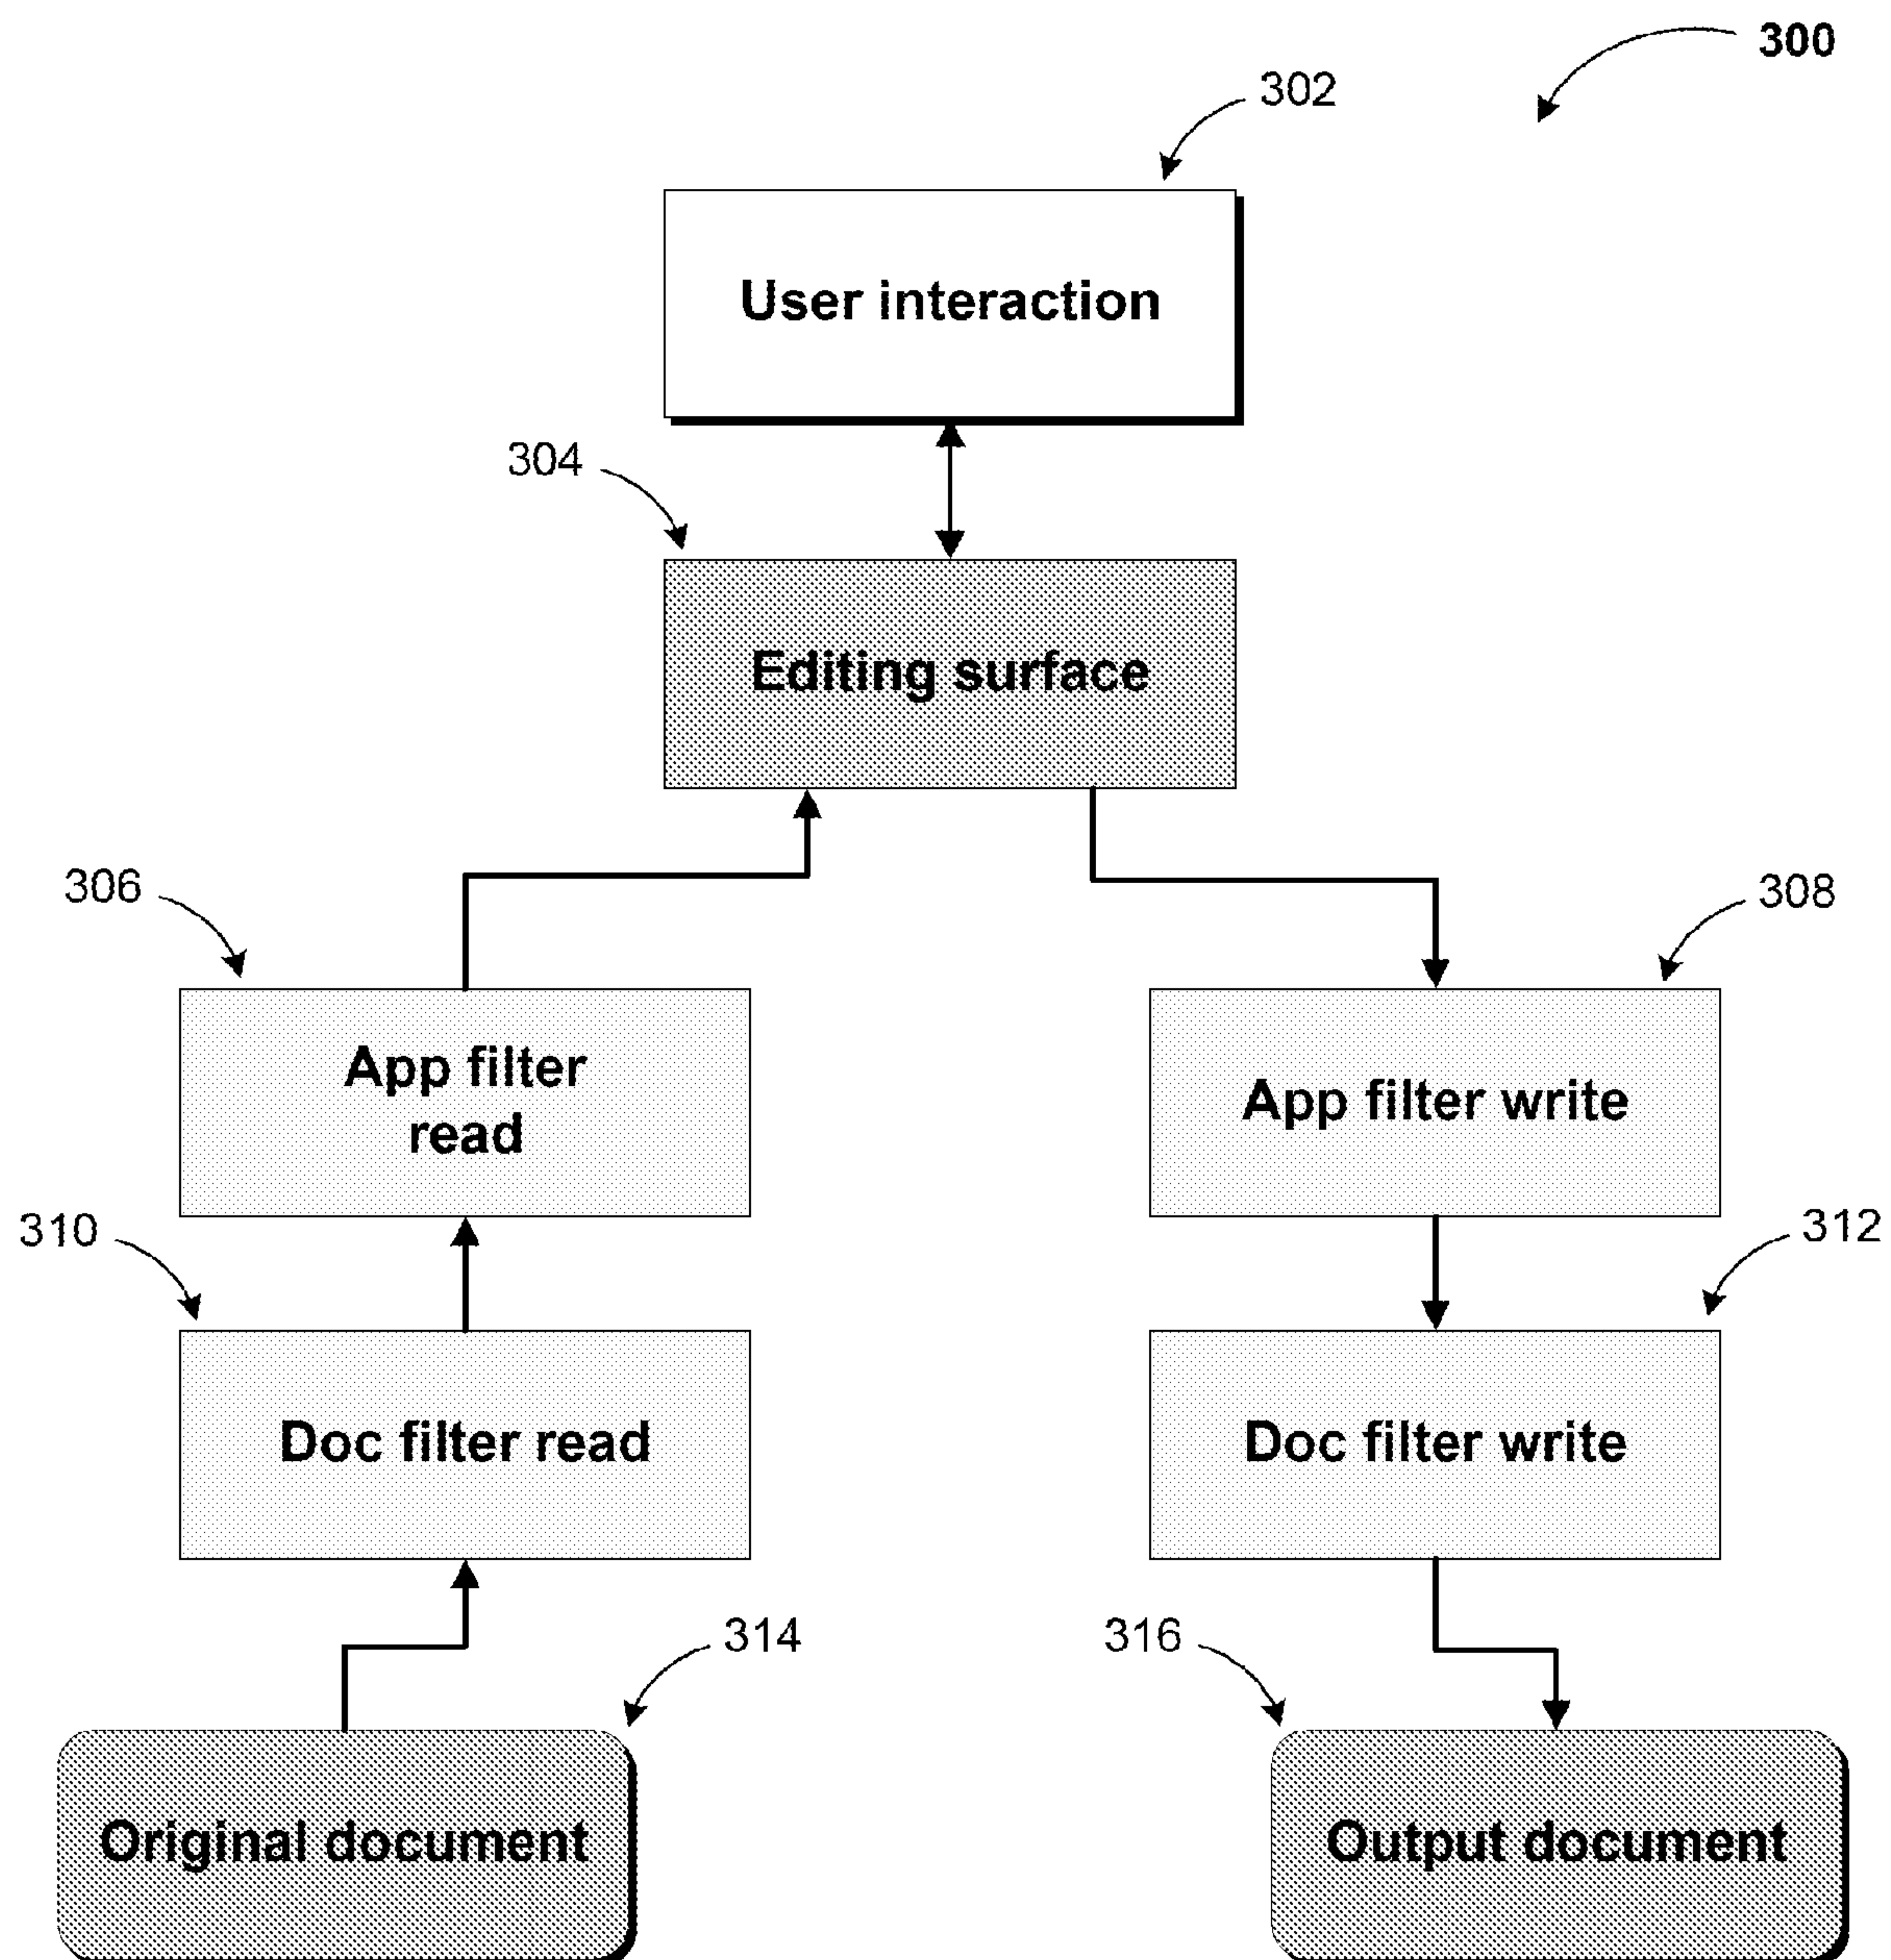 300
302
User interaction
304
Editing surface
306
308
App filter
read
App filter write
310
312
Doc filter read
Doc filter write
314
316
Original document
Output document